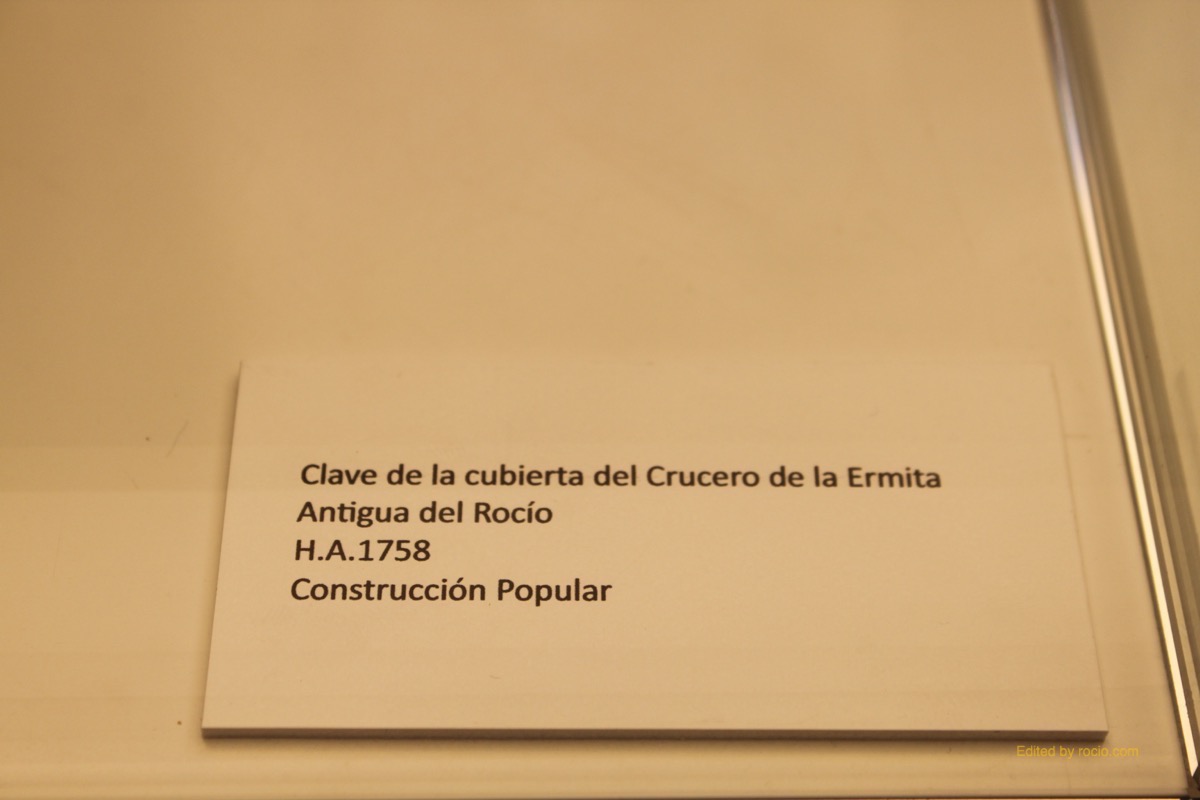 Clave de la cubierta del Crucero de la Ermita
Antigua del Rocío
H.A.1758
Construcción Popular
Edited by rocio.com